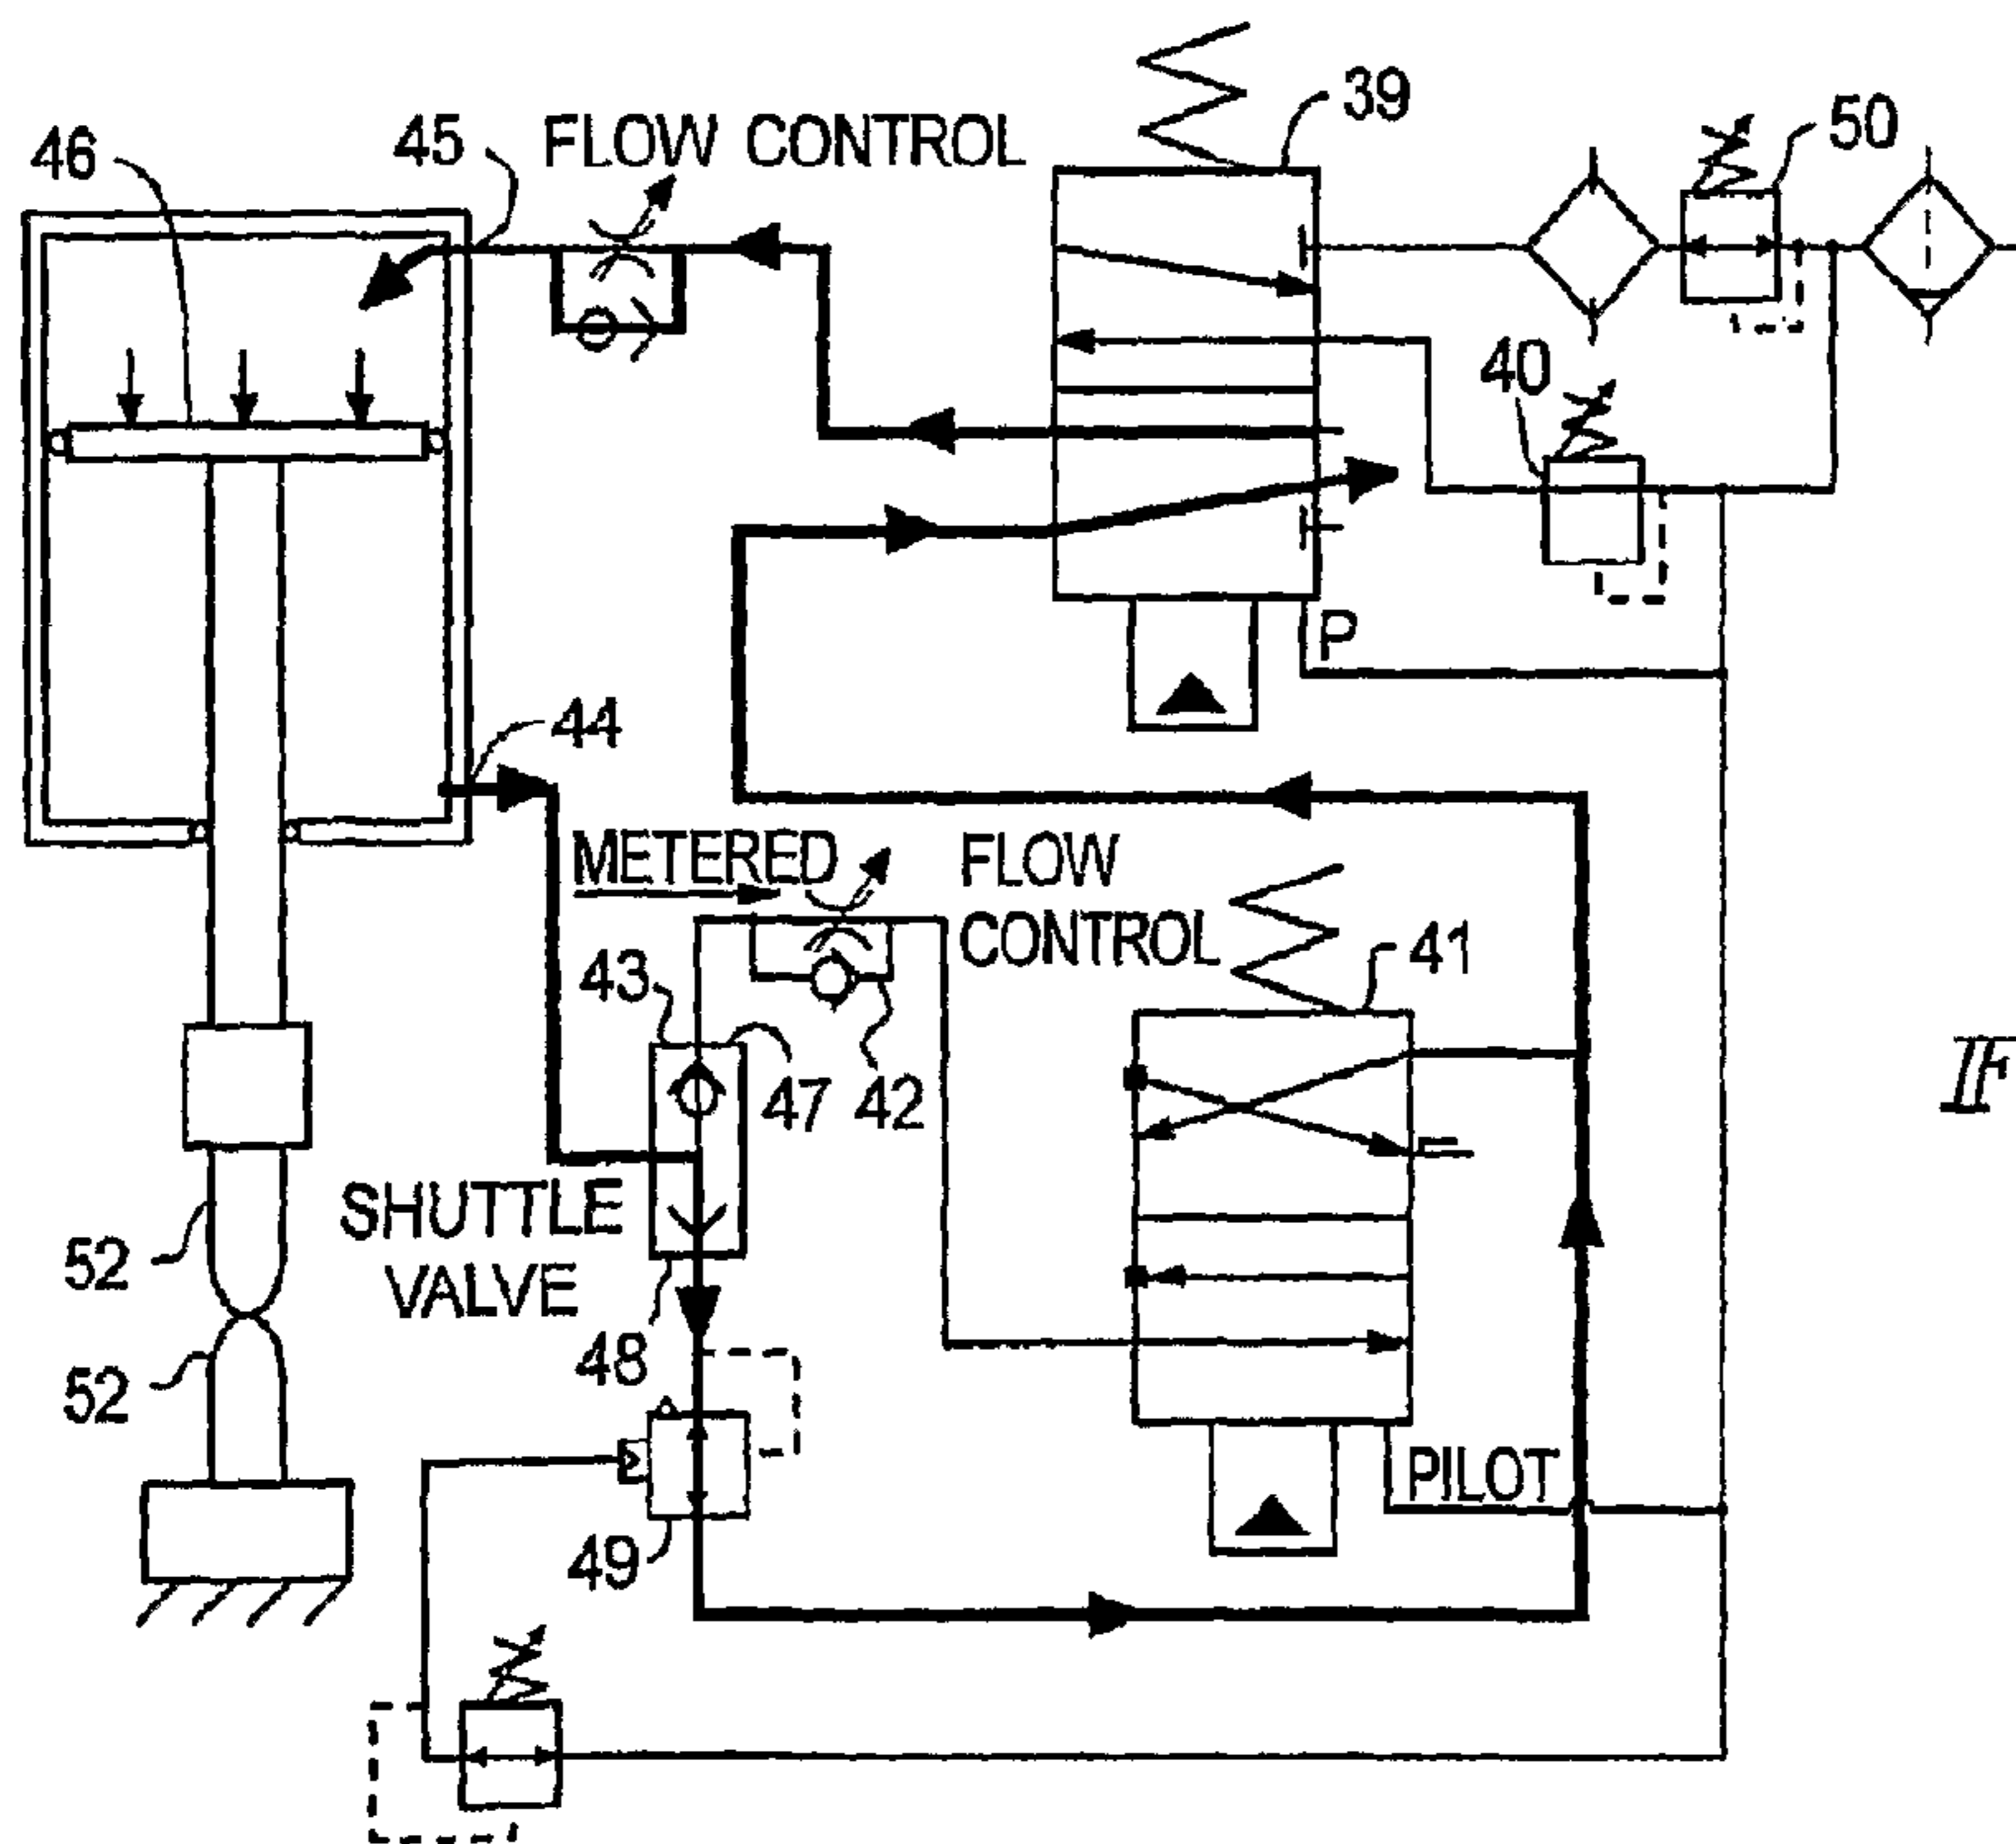 46
45
FLOW CONTROL
39
50
40
P
44
METERED
FLOW
CONTROL
43
41
47
42
SHUTTLE
VALVE
52
48
52
PILOT
49